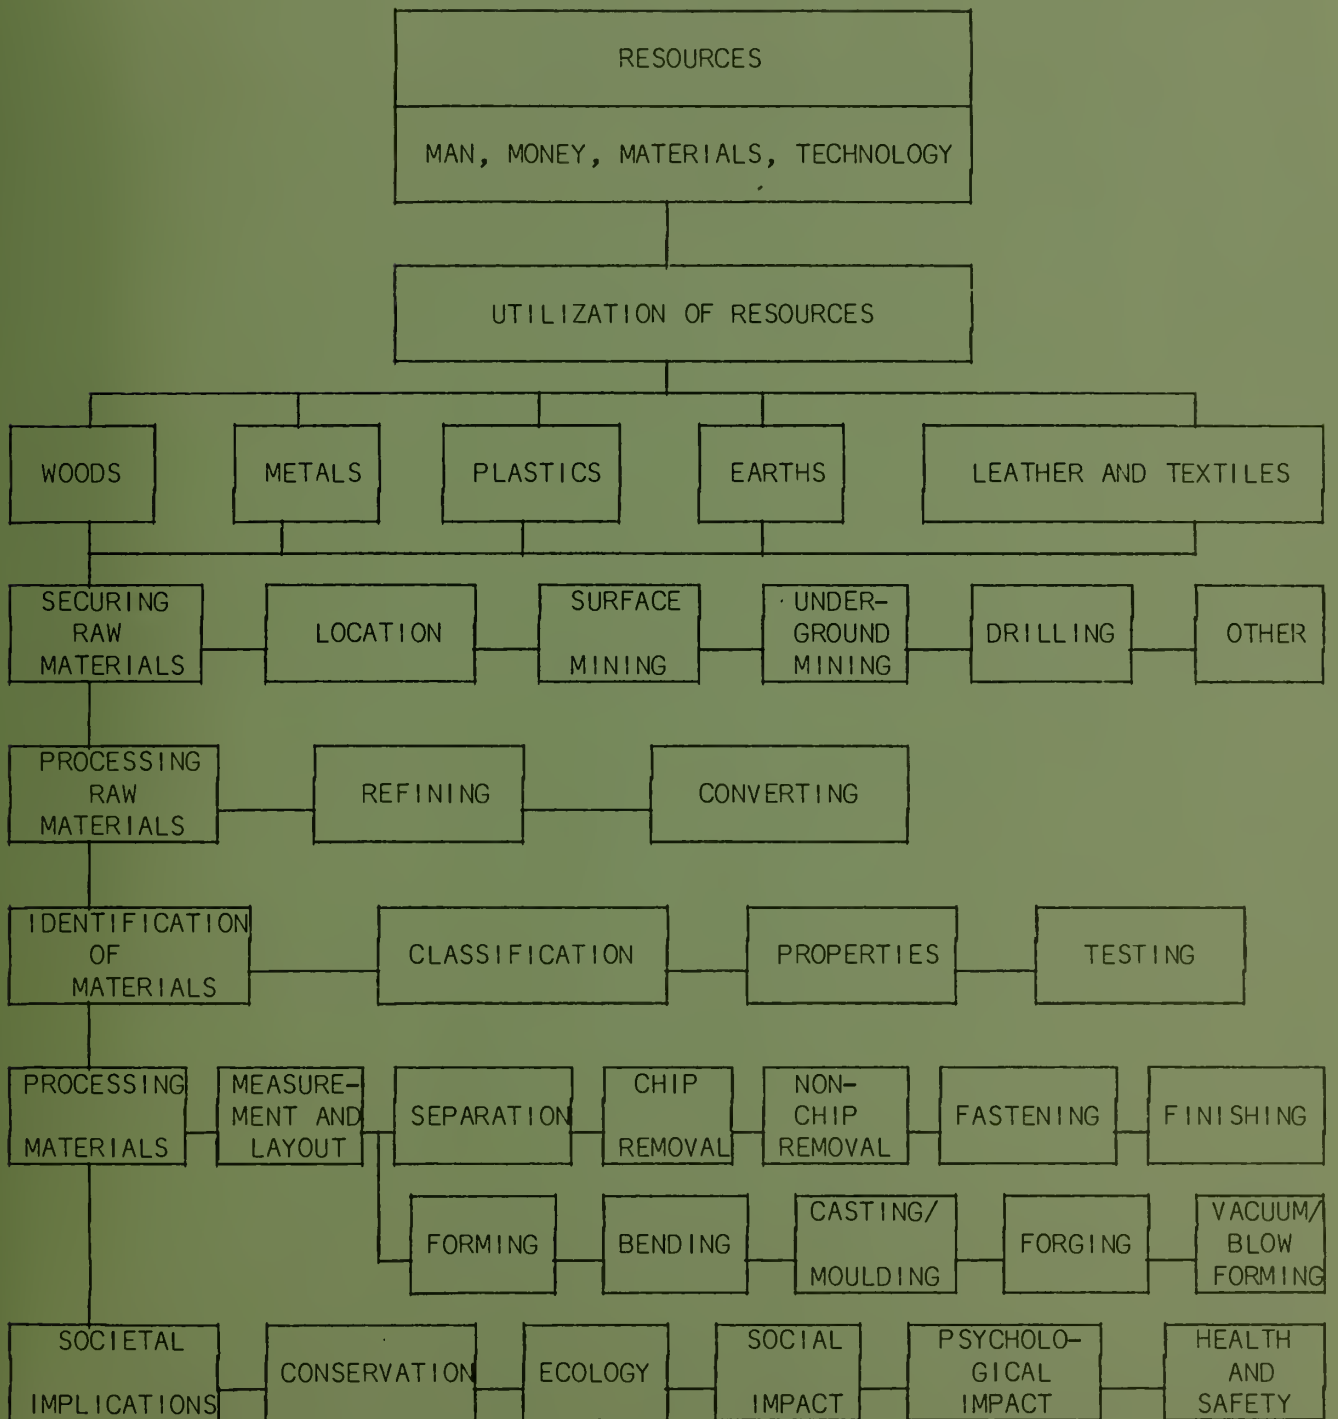 RESOURCES
MAN, MONEY, MATERIALS, TECHNOLOGY
UTILIZATION OF RESOURCES
WOODS
METALS
PLASTICS
EARTHS
LEATHER AND TEXTILES
SECURING
RAW
MATERIALS
LOCATION
SURFACE
MINING
UNDER-
GROUND
MINING
DRILLING
OTHER
PROCESSING
RAW
MATERIALS
REFINING
CONVERTING
IDENTIFICATION
OF
MATERIALS
CLASSIFICATION
PROPERTIES
TESTING
PROCESSING
MATERIALS
MEASURE-
MENT AND
LAYOUT
SEPARATION
CHIP
REMOVAL
NON-
CHIP
REMOVAL
FASTENING
FINISHING
FORMING
BENDING
CASTING/
MOULDING
FORGING
VACUUM/
BLOW
FORMING
SOCIETAL
IMPLICATIONS
CONSERVATION
ECOLOGY
SOCIAL
IMPACT
PSYCHOLO-
GICAL
IMPACT
HEALTH
AND
SAFETY